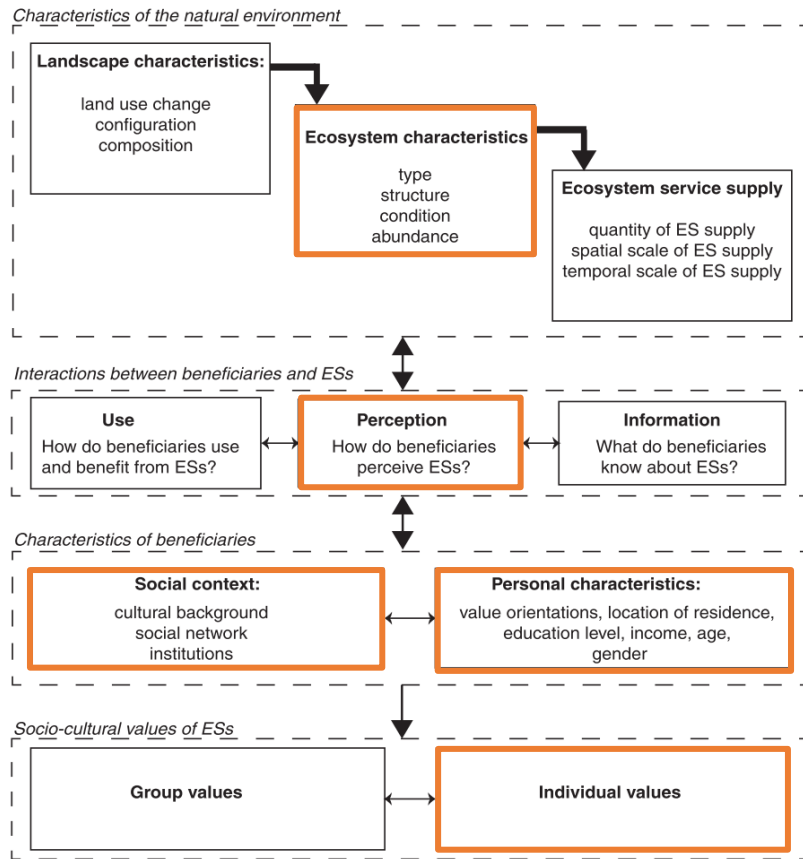 Characteristics of the natural environment
Landscape characteristics:
land use change
configuration
composition
Ecosystem characteristics
type
structure
condition
abundance
Ecosystem service supply
quantity of ES supply
spatial scale of ES supply
temporal scale of ES supply
Interactions between beneficiaries and ESs
Use
How do beneficiaries use
and benefit from ESs?
Perception
How do beneficiaries
perceive ESs?
Information
What do beneficiaries
know about ESs?
Characteristics of beneficiaries
Social context:
cultural background
social network
institutions
Personal characteristics:
value orientations, location of residence,
education level, income, age,
gender
Socio-cultural values of ESs
Group values
Individual values